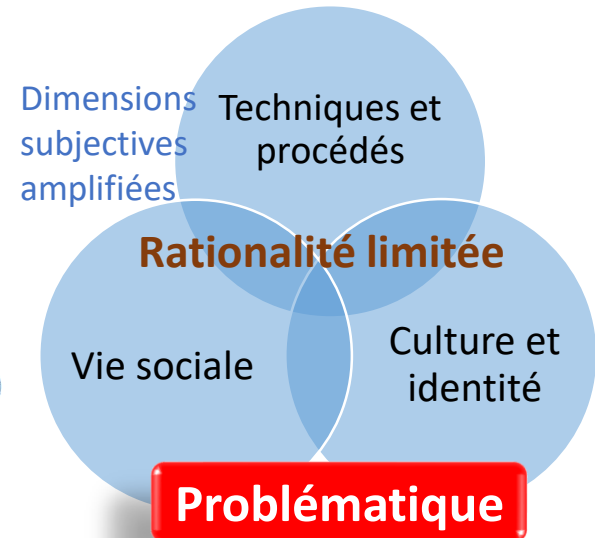 Dimensions
subjectives
amplifiées
Techniques et
procédés
Rationalité limitée
Vie sociale
Culture et
identité
Problématique